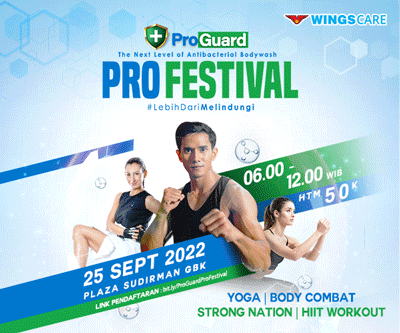 WINGSCARE
ProGuard
The Next Level of Antibacterial Bodywash
PRO FESTIVAL
#LebihDariMelindungi
06.00 -
12.00 WIB
HTM 50K
25 SEPT 2022
PLAZA SUDIRMAN GBK
LINK PENDAFTARAN : bit.ly/ProGuardProFestival
YOGA | BODY COMBAT
STRONG NATION | HIIT WORKOUT